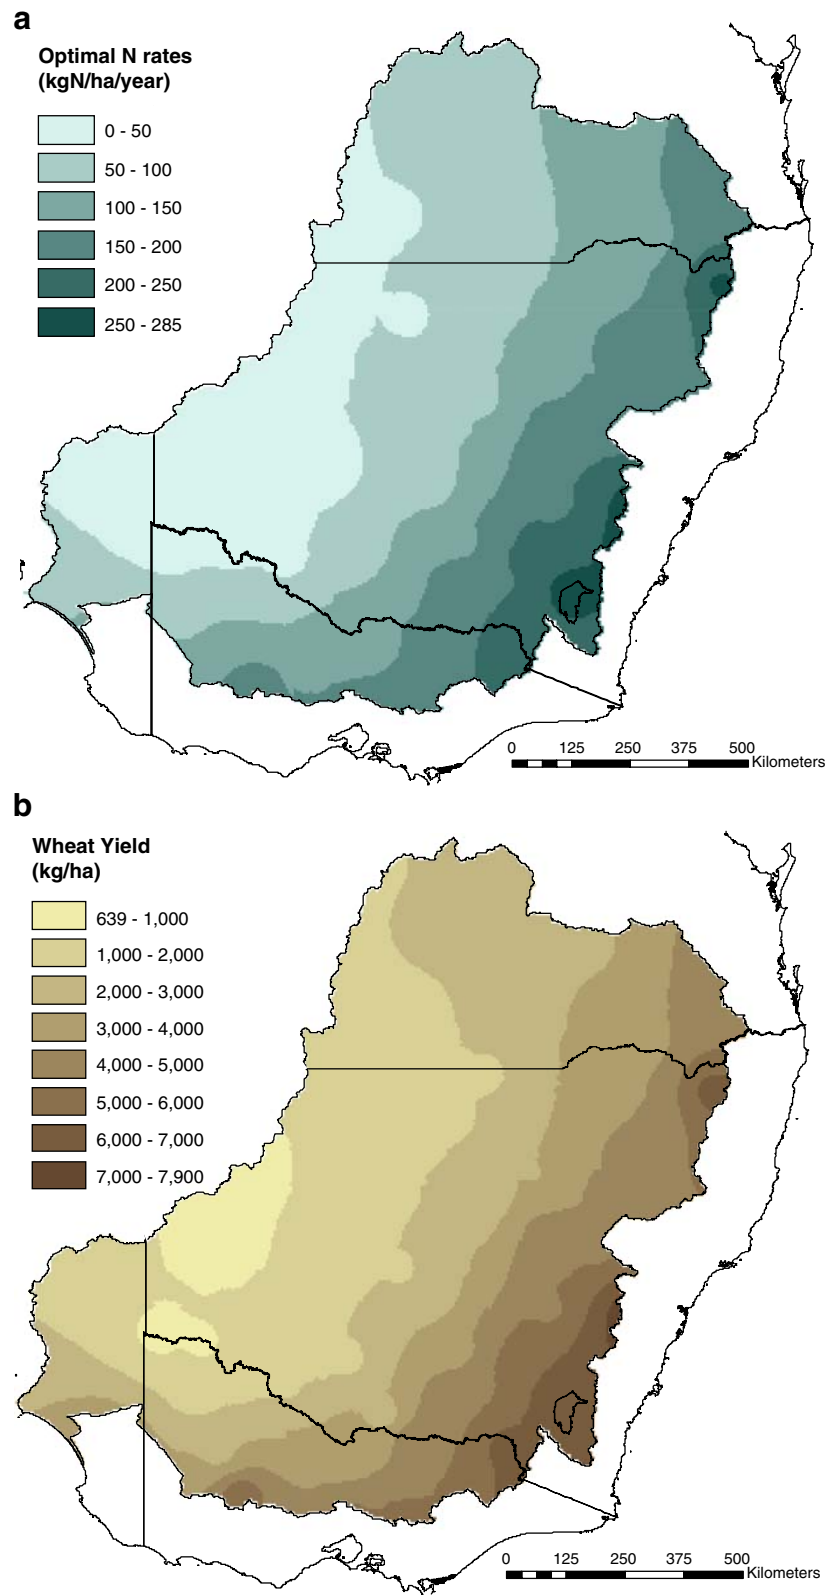 a
Optimal N rates
(kgN/ha/year)
0 - 50
50 - 100
100 - 150
150 - 200
200 - 250
250 - 285
0 125 250 375 500
Kilometers
b
Wheat Yield
(kg/ha)
639 - 1,000
1,000 - 2,000
2,000 - 3,000
3,000 - 4,000
4,000 - 5,000
5,000 - 6,000
6,000 - 7,000
7,000 - 7,900
0 125 250 375 500
Kilometers